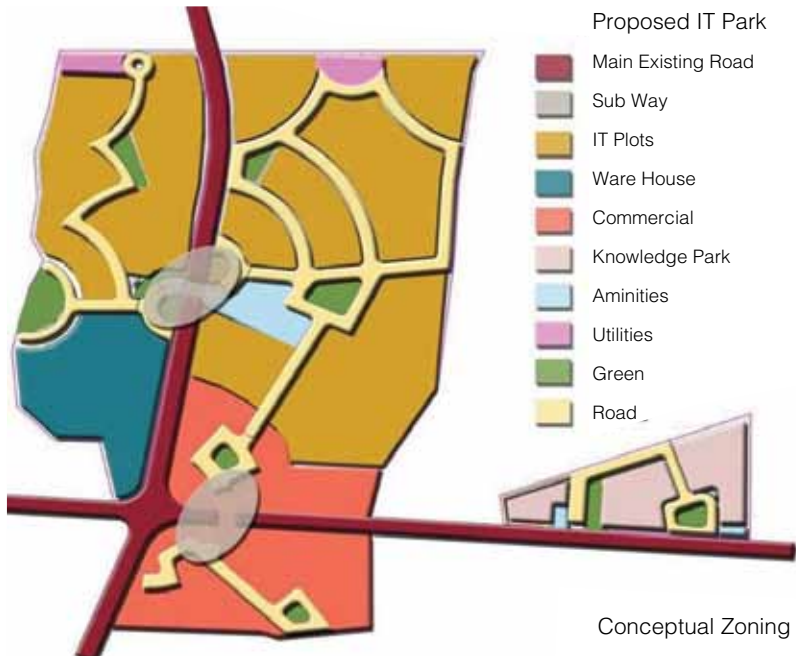 Proposed IT Park
Main Existing Road
Sub Way
IT Plots
Ware House
Commercial
Knowledge Park
Aminities
Utilities
Green
Road
Conceptual Zoning